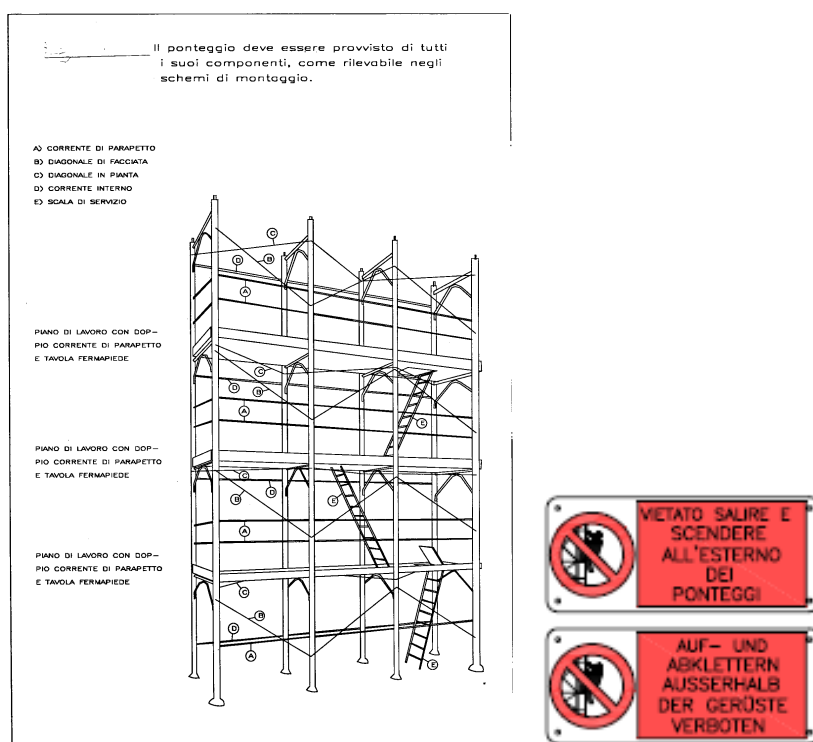 Il ponteggio deve essere provvisto di tutti
i suoi componenti, come rilevabile negli
schemi di montaggio.
A) CORRENTE DI PARAPETTO
B) DIAGONALE DI FACCIATA
C) DIAGONALE IN PIANTA
D) CORRENTE INTERNO
E) SCALA DI SERVIZIO
C
B
D
A
PIANO DI LAVORO CON DOP-
PIO CORRENTE DI PARAPETTO
E TAVOLA FERMAPIEDE
C
D
B
A
E
PIANO DI LAVORO CON DOP-
PIO CORRENTE DI PARAPETTO
E TAVOLA FERMAPIEDE
C
D
B
E
A
PIANO DI LAVORO CON DOP-
PIO CORRENTE DI PARAPETTO
E TAVOLA FERMAPIEDE
C
B
D
A
E
VIETATO SALIRE E
SCENDERE
ALL'ESTERNO
DEI
PONTEGGI
AUF- UND
ABKLETTERN
AUSSERHALB
DER GERÜSTE
VERBOTEN